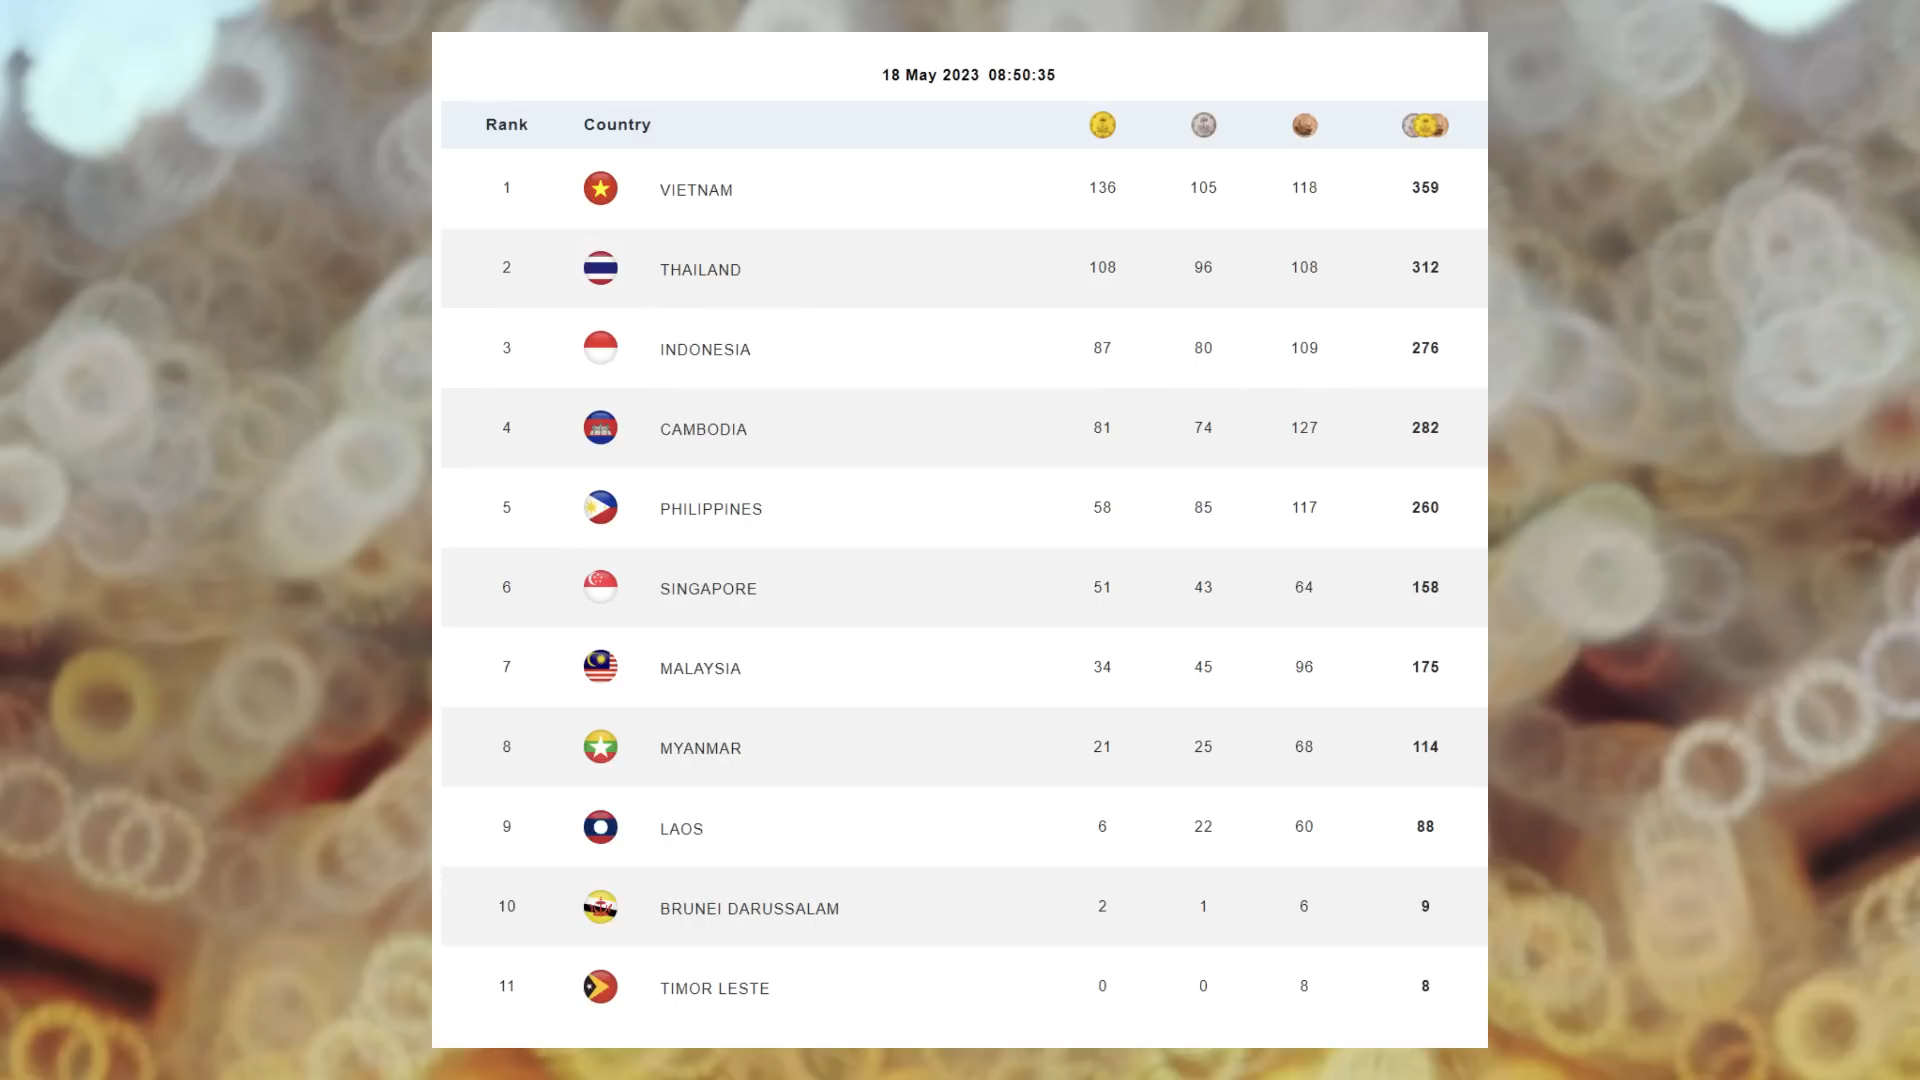 18 May 2023 08:50:35
Rank Country
1 VIETNAM 136 105 118 359
2 THAILAND 108 96 108 312
3 INDONESIA 87 80 109 276
4 CAMBODIA 81 74 127 282
5 PHILIPPINES 58 85 117 260
6 SINGAPORE 51 43 64 158
7 MALAYSIA 34 45 96 175
8 MYANMAR 21 25 68 114
9 LAOS 6 22 60 88
10 BRUNEI DARUSSALAM 2 1 6 9
11 TIMOR LESTE 0 0 8 8